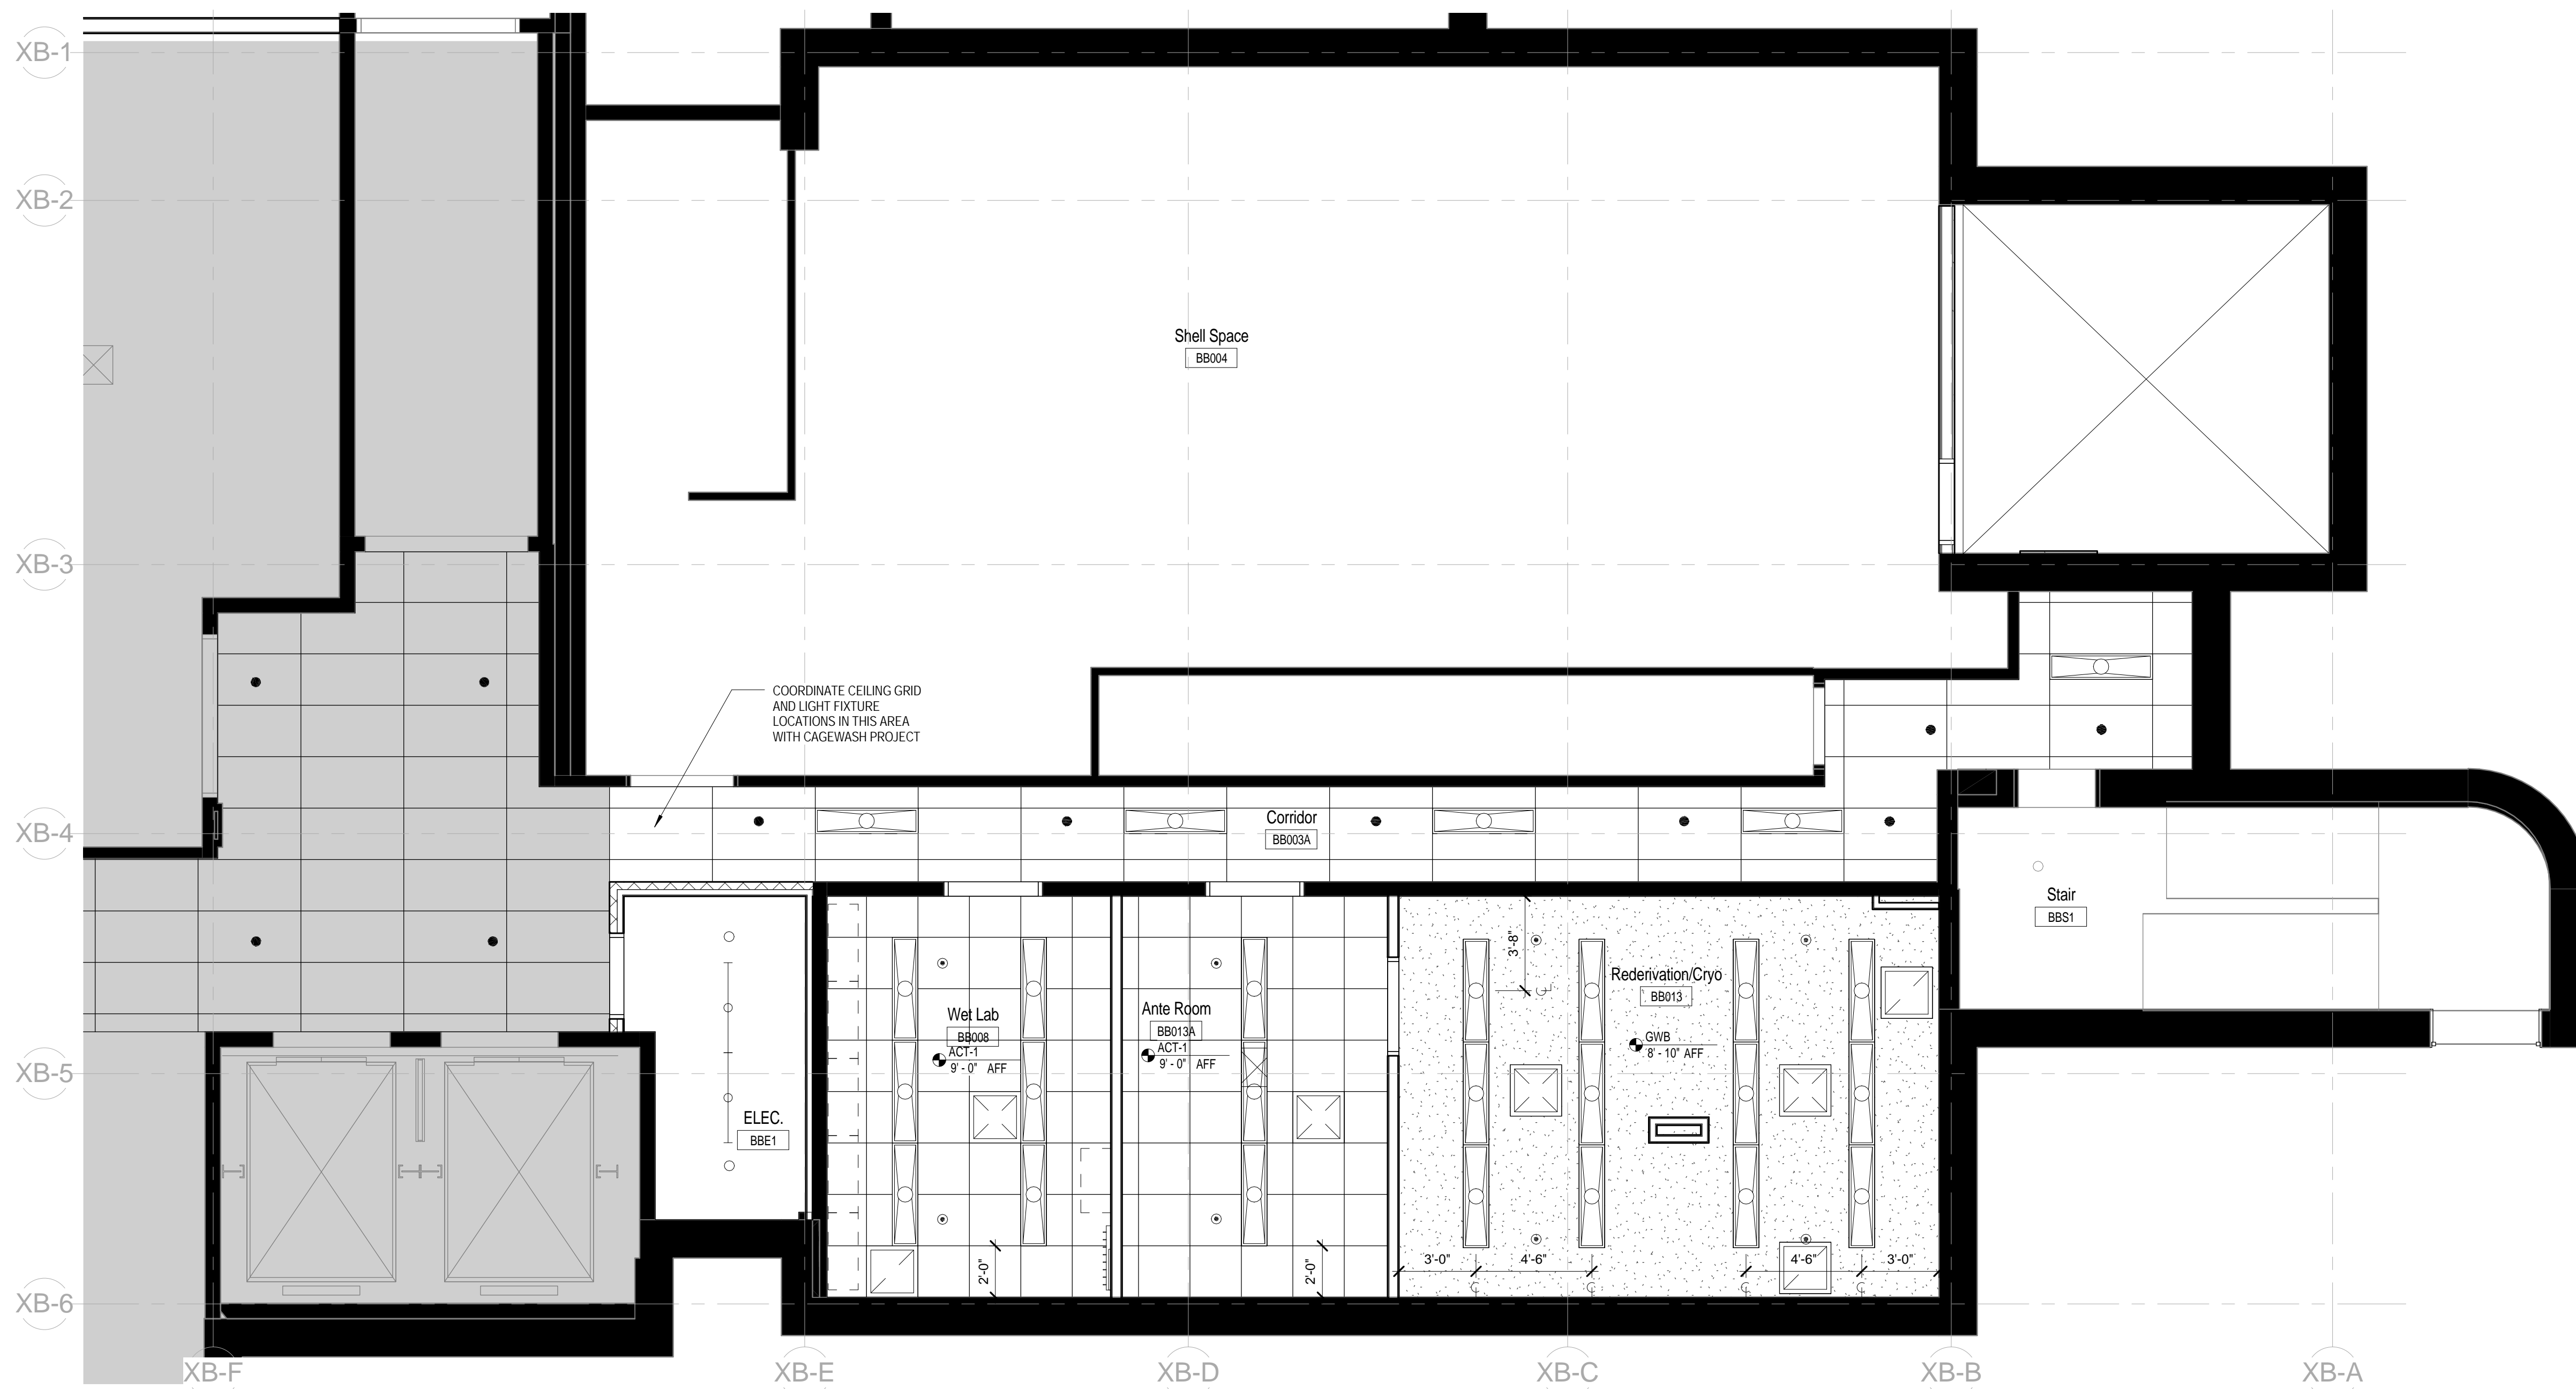 XB-1
XB-2
Shell Space
BB004
XB-3
COORDINATE CEILING GRID
AND LIGHT FIXTURE
LOCATIONS IN THIS AREA
WITH CAGEWASH PROJECT
XB-4
Corridor
BB003A
Stair
BBS1
3'-8"
Rederivation/Cryo
BB013
Wet Lab
BB008
ACT-1
9' - 0" AFF
Ante Room
BB013A
ACT-1
9' - 0" AFF
GWB
8' - 10" AFF
XB-5
ELEC.
BBE1
2'-0"
2'-0"
3'-0"
4'-6"
4'-6"
3'-0"
XB-6
XB-F
XB-E
XB-D
XB-C
XB-B
XB-A